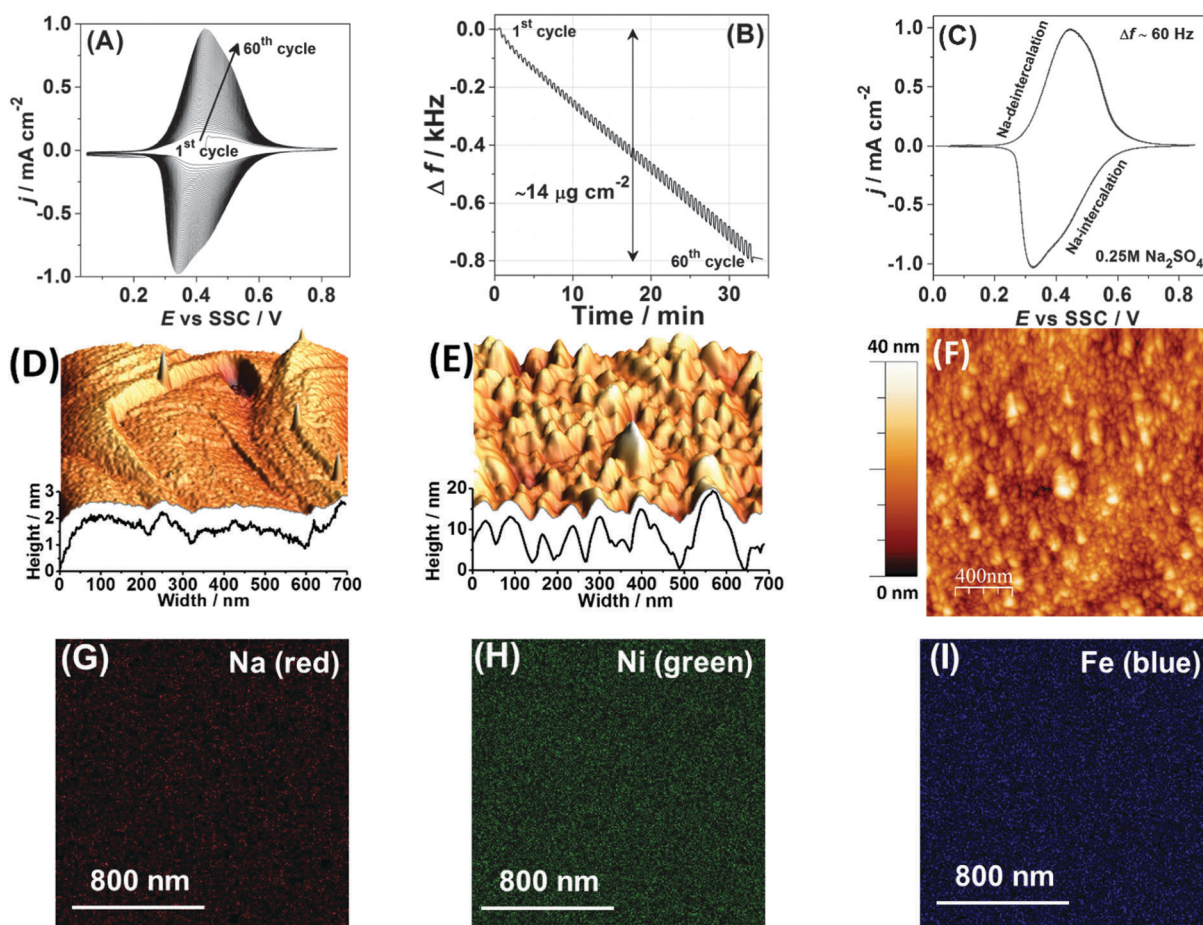 (A)
60th cycle
1st cycle
j / mA cm-2
1.0
0.5
0.0
-0.5
-1.0
0.2 0.4 0.6 0.8
E vs SSC / V
(B)
1st cycle
~14 μg cm-2
60th cycle
Δ f / kHz
0.0
-0.2
-0.4
-0.6
-0.8
0 10 20 30
Time / min
(C)
Δf ~ 60 Hz
Na-deintercalation
Na-intercalation
0.25M Na2SO4
j / mA cm-2
1.0
0.5
0.0
-0.5
-1.0
0.0 0.2 0.4 0.6 0.8
E vs SSC / V
(D)
Height / nm
3
2
1
0
0 100 200 300 400 500 600 700
Width / nm
(E)
Height / nm
20
10
0
0 100 200 300 400 500 600 700
Width / nm
40 nm
0 nm
(F)
400nm
(G)
Na (red)
800 nm
(H)
Ni (green)
800 nm
(I)
Fe (blue)
800 nm